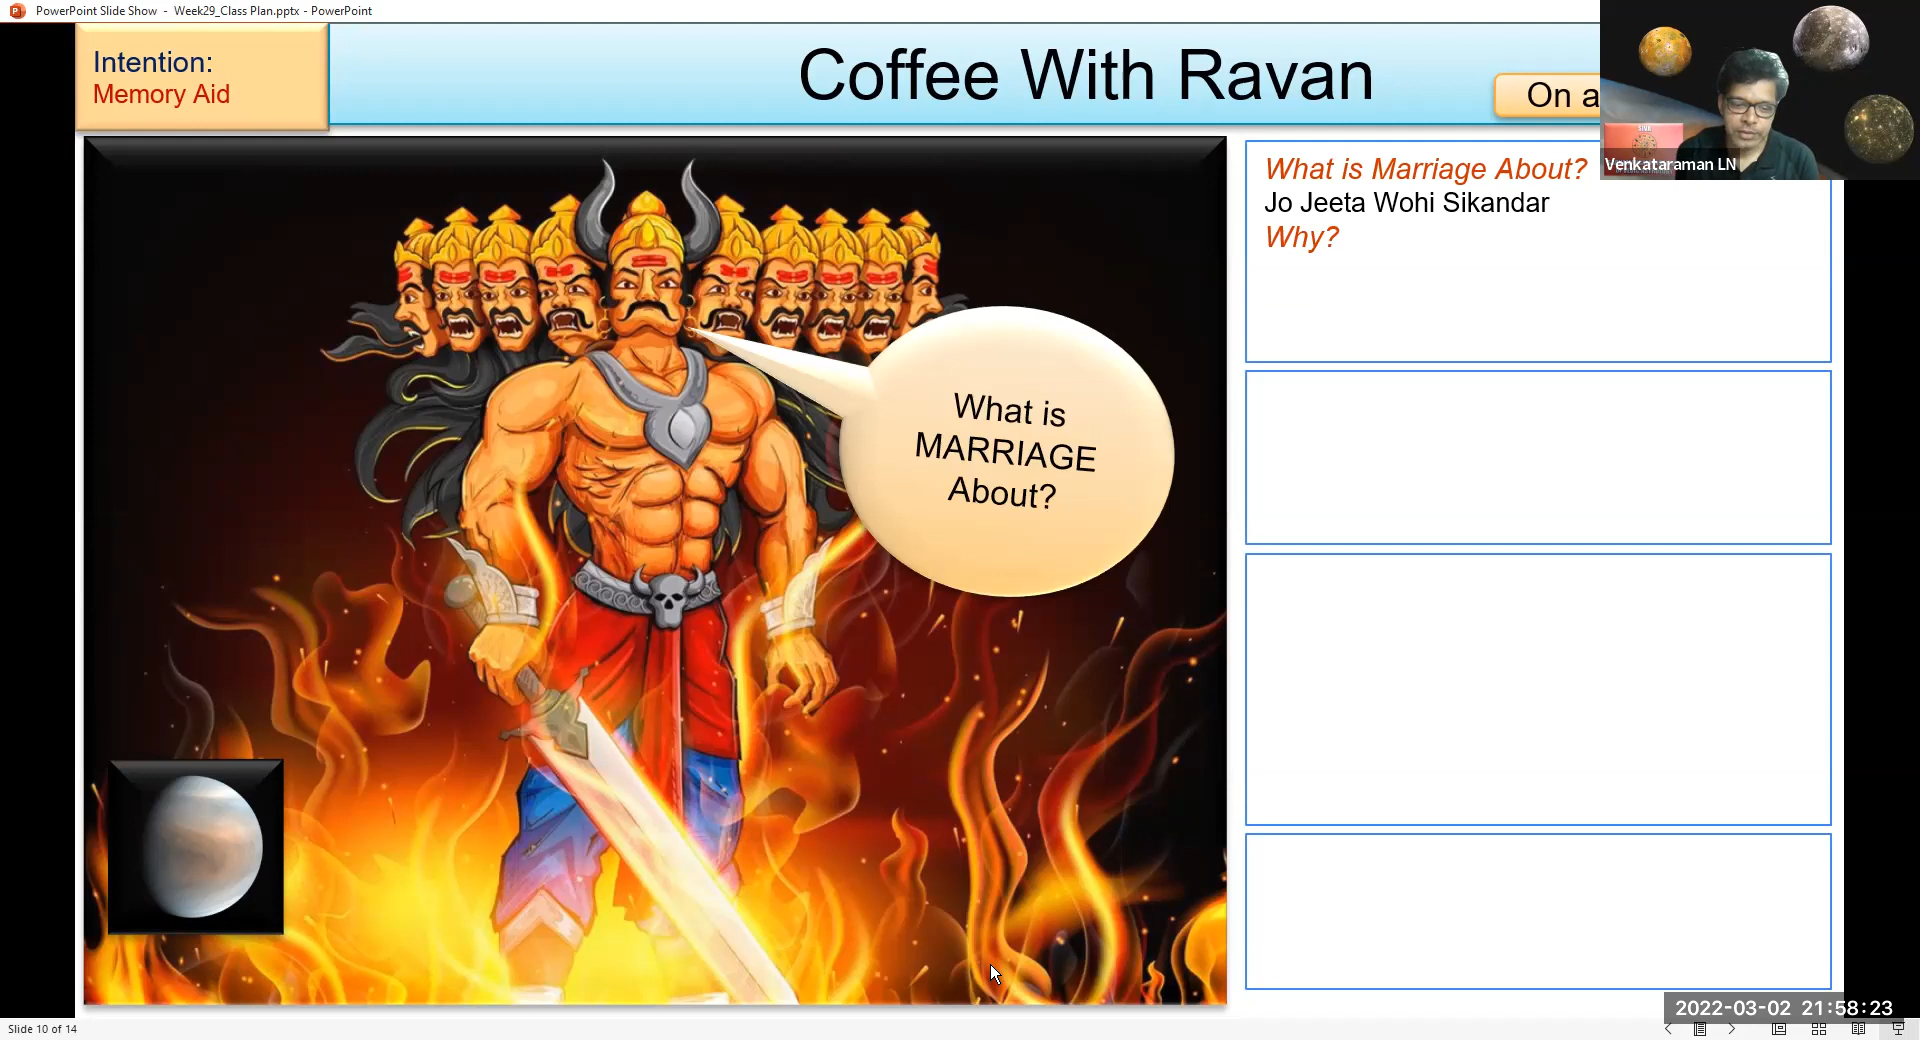 PowerPoint Slide Show - Week29_Class Plan.pptx - PowerPoint
Intention:
Memory Aid
Coffee With Ravan
On a
Venkataraman LN
What is Marriage About?
Jo Jeeta Wohi Sikandar
Why?
What is
MARRIAGE
About?
2022-03-02 21:58:23
Slide 10 of 14